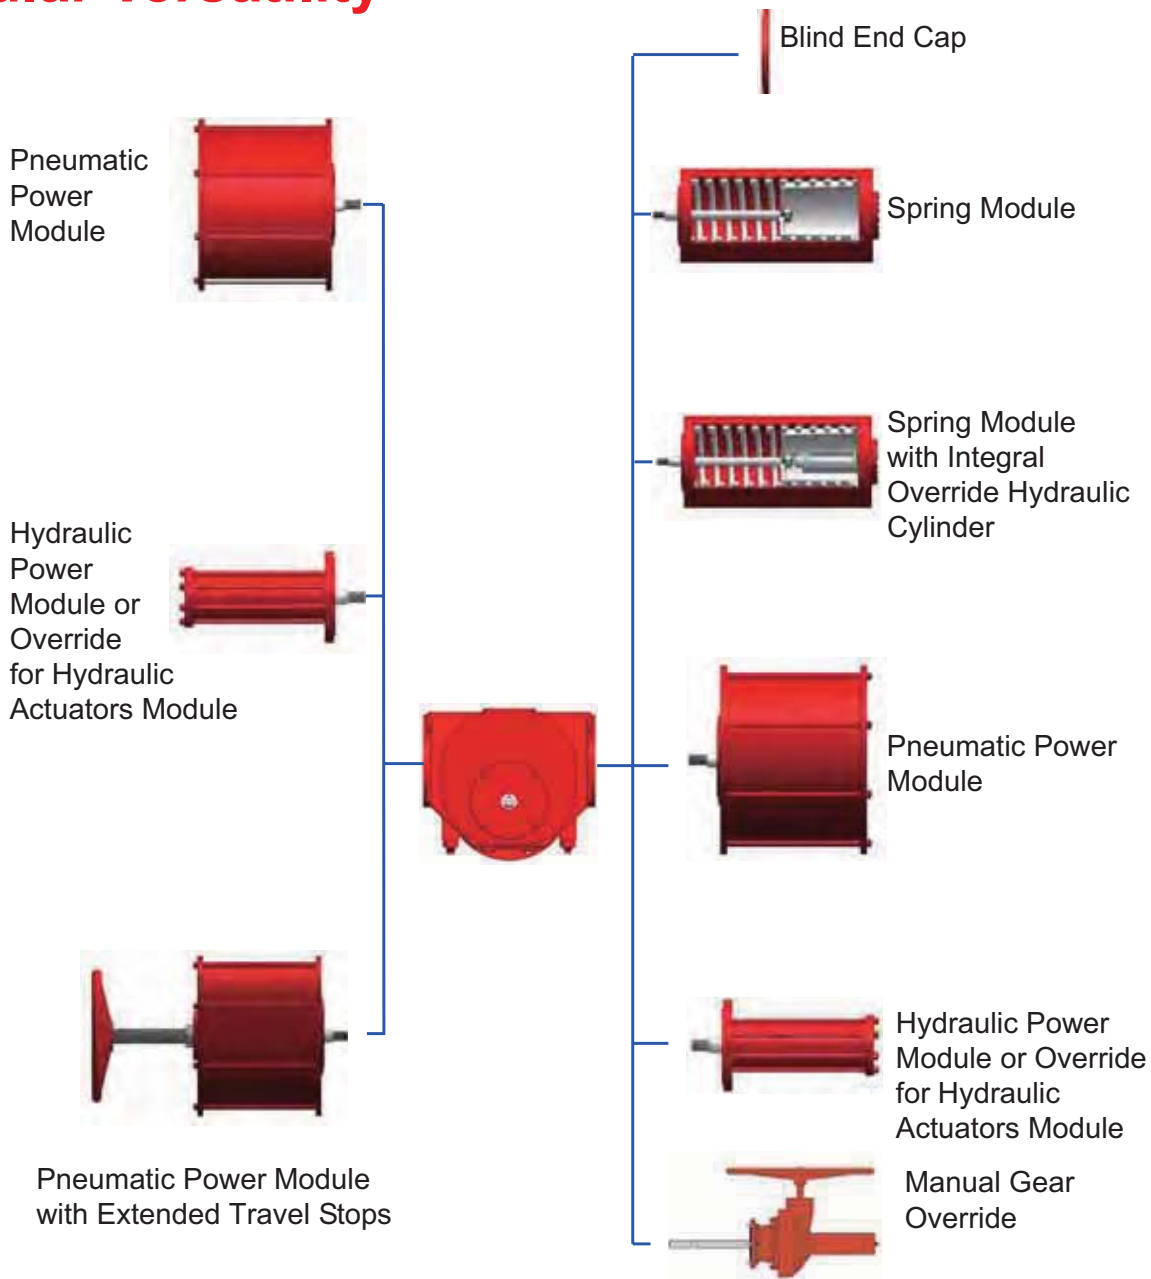 Versatility
Blind End Cap
Pneumatic
Power
Module
Spring Module
Spring Module
with Integral
Override Hydraulic
Cylinder
Hydraulic
Power
Module or
Override
for Hydraulic
Actuators Module
Pneumatic Power
Module
Hydraulic Power
Module or Override
for Hydraulic
Actuators Module
Pneumatic Power Module
with Extended Travel Stops
Manual Gear
Override